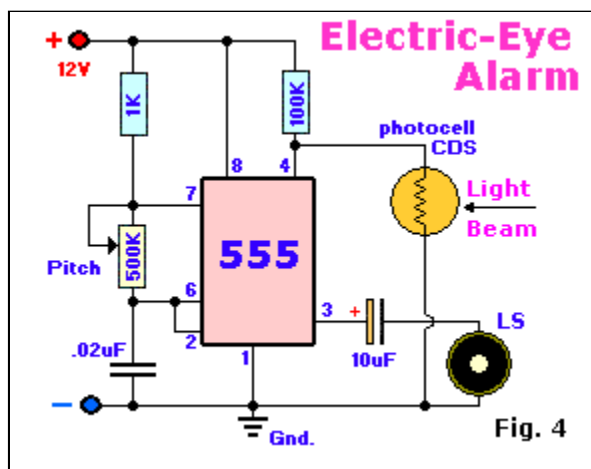 Electric-Eye
Alarm
+
12V
1K
100K
photocell
CDS
8
4
7
Light
Beam
555
Pitch
500K
6
3
+
LS
2
.02uF
1
10uF
−
Gnd.
Fig. 4